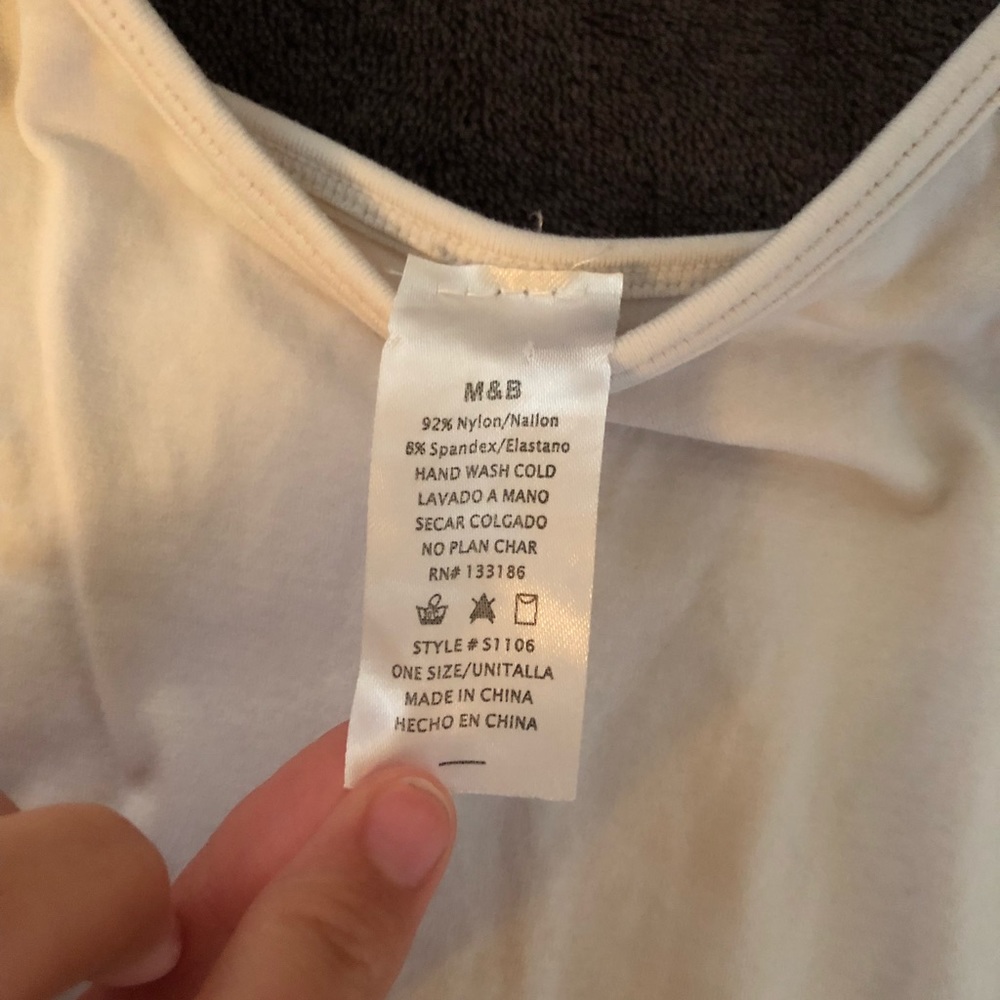 M&B
92% Nylon/Nailon
8% Spandex/Elastano
HAND WASH COLD
LAVADO A MANO
SECAR COLGADO
NO PLAN CHAR
RN# 133186
STYLE # S1106
ONE SIZE/UNITALLA
MADE IN CHINA
HECHO EN CHINA